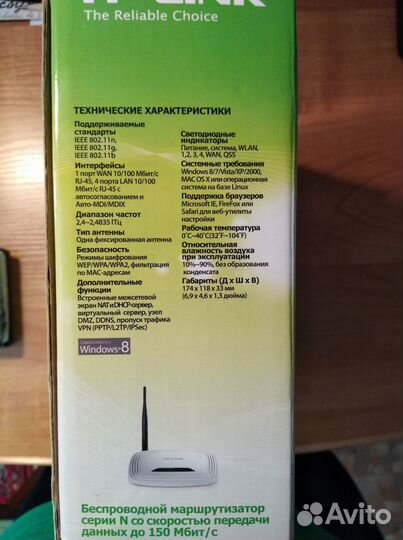 TP-LINK
The Reliable Choice
ТЕХНИЧЕСКИЕ ХАРАКТЕРИСТИКИ
Поддерживаемые
стандарты
IEEE 802.11n,
IEEE 802.11g,
IEEE 802.11b
Интерфейсы
1 порт WAN 10/100 Мбит/с
RJ-45, 4 порта LAN 10/100
Мбит/с RJ-45 с
автосогласованием и
Авто-MDI/MDIX
Диапазон частот
2,4~2,4835 ГГц
Тип антенны
Одна фиксированная антенна
Безопасность
Режимы шифрования
WEP/WPA/WPA2, фильтрация
по MAC-адресам
Дополнительные
функции
Встроенные межсетевой
экран NAT и DHCP-сервер,
виртуальный сервер, узел
DMZ, DDNS, пропуск трафика
VPN (PPTP/L2TP/IPSec)
Светодиодные
индикаторы
Питание, система, WLAN,
1, 2, 3, 4, WAN, QSS
Системные требования
Windows 8/7/Vista/XP/2000,
MAC OS X или операционная
система на базе Linux
Поддержка браузеров
Microsoft IE, FireFox или
Safari для веб-утилиты
настройки
Рабочая температура
0˚C~40˚C(32˚F~104˚F)
Относительная
влажность воздуха
при эксплуатации
10%~90%, без образования
конденсата
Габариты (Д x Ш x В)
174 x 118 x 33 мм
(6,9 x 4,6 x 1,3 дюйма)
Совместимость с
Windows 8
Беспроводной маршрутизатор
серии N со скоростью передачи
данных до 150 Мбит/с
Avito